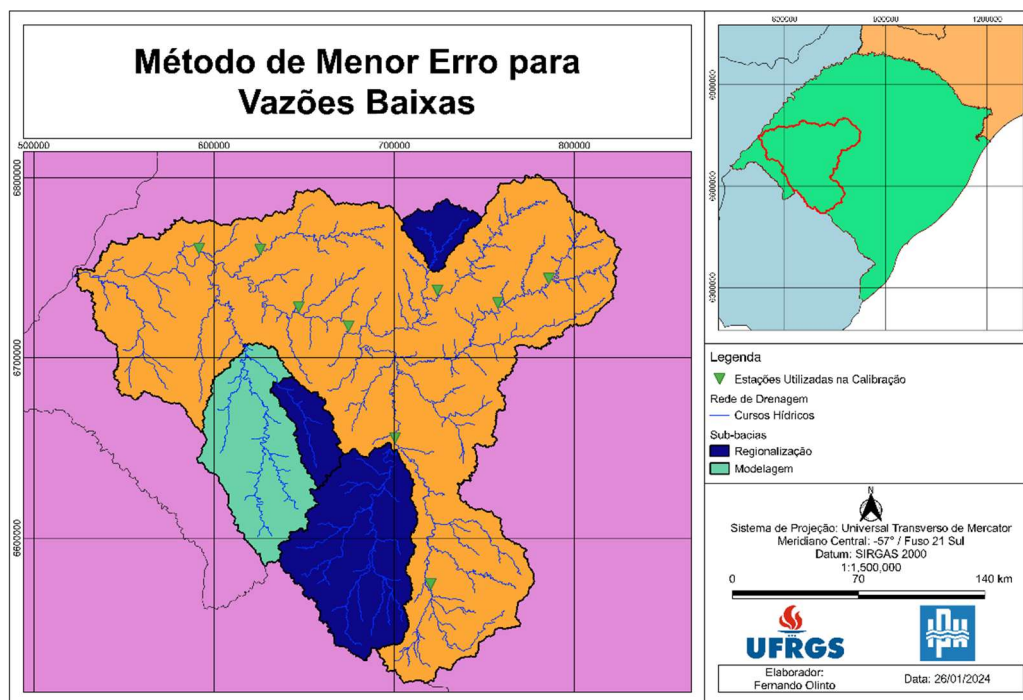 Método de Menor Erro para
Vazões Baixas
500000
600000
700000
800000
6800000
6700000
6600000
600000
900000
1200000
Legenda
Estações Utilizadas na Calibração
Rede de Drenagem
Cursos Hídricos
Sub-bacias
Regionalização
Modelagem
N
Sistema de Projeção: Universal Transverso de Mercator
Meridiano Central: -57° / Fuso 21 Sul
Datum: SIRGAS 2000
1:1,500,000
0 70 140 km
UFRGS
Elaborador:
Fernando Olinto
Data: 26/01/2024